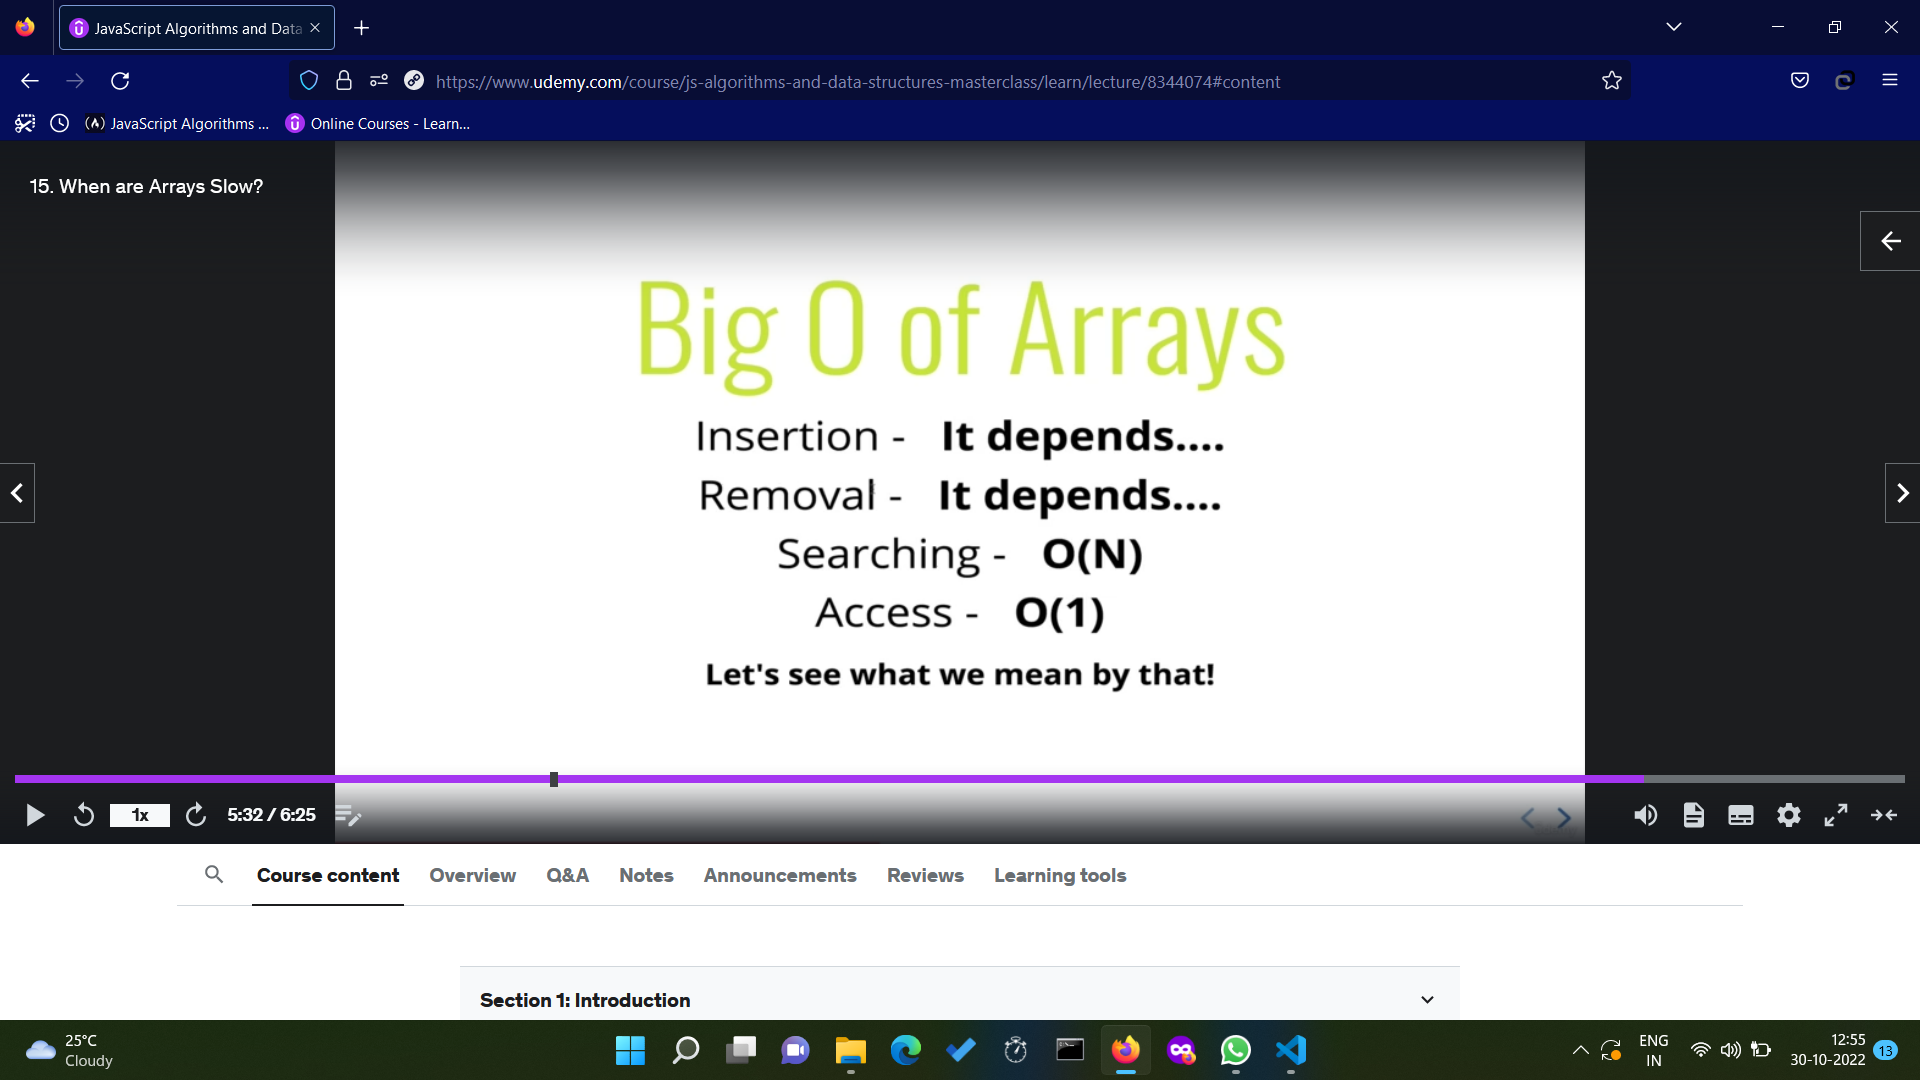 JavaScript Algorithms and Data
https://www.udemy.com/course/js-algorithms-and-data-structures-masterclass/learn/lecture/8344074#content
JavaScript Algorithms ...
Online Courses - Learn...
15. When are Arrays Slow?
Big O of Arrays
Insertion - It depends....
Removal - It depends....
Searching - O(N)
Access - O(1)
Let's see what we mean by that!
1x
5:32 / 6:25
Course content
Overview
Q&A
Notes
Announcements
Reviews
Learning tools
Section 1: Introduction
25°C
Cloudy
ENG
IN
12:55
30-10-2022
13